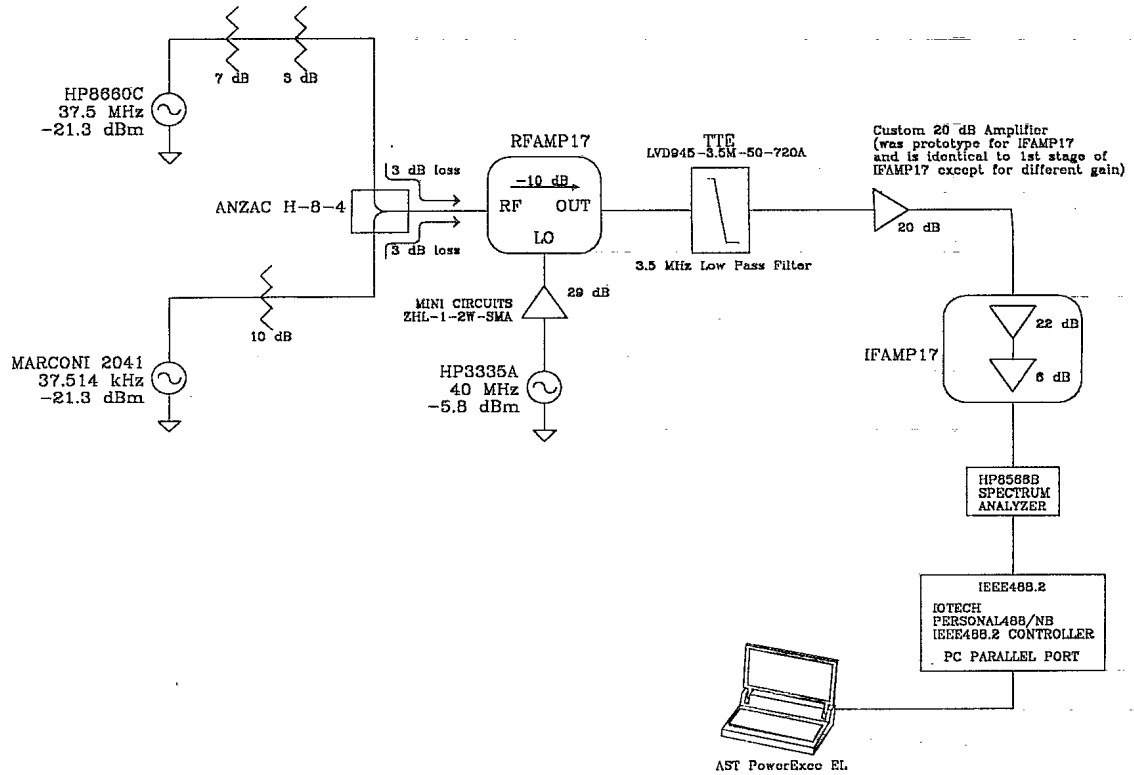 7 dB
3 dB
HP8660C
37.5 MHz
-21.3 dBm
3 dB loss
ANZAC H-8-4
3 dB loss
10 dB
MARCONI 2041
37.514 kHz
-21.3 dBm
RFAMP17
-10 dB
RF
OUT
LO
29 dB
MINI CIRCUITS
ZHL-1-2W-SMA
HP3335A
40 MHz
-5.8 dBm
TTE
LVD945-3.5M-50-720A
3.5 MHz Low Pass Filter
Custom 20 dB Amplifier
(was prototype for IFAMP17
and is identical to 1st stage of
IFAMP17 except for different gain)
20 dB
22 dB
IFAMP17
6 dB
HP8568B
SPECTRUM
ANALYZER
IEEE488.2
IOTECH
PERSONAL488/NB
IEEE488.2 CONTROLLER
PC PARALLEL PORT
AST PowerExec EL